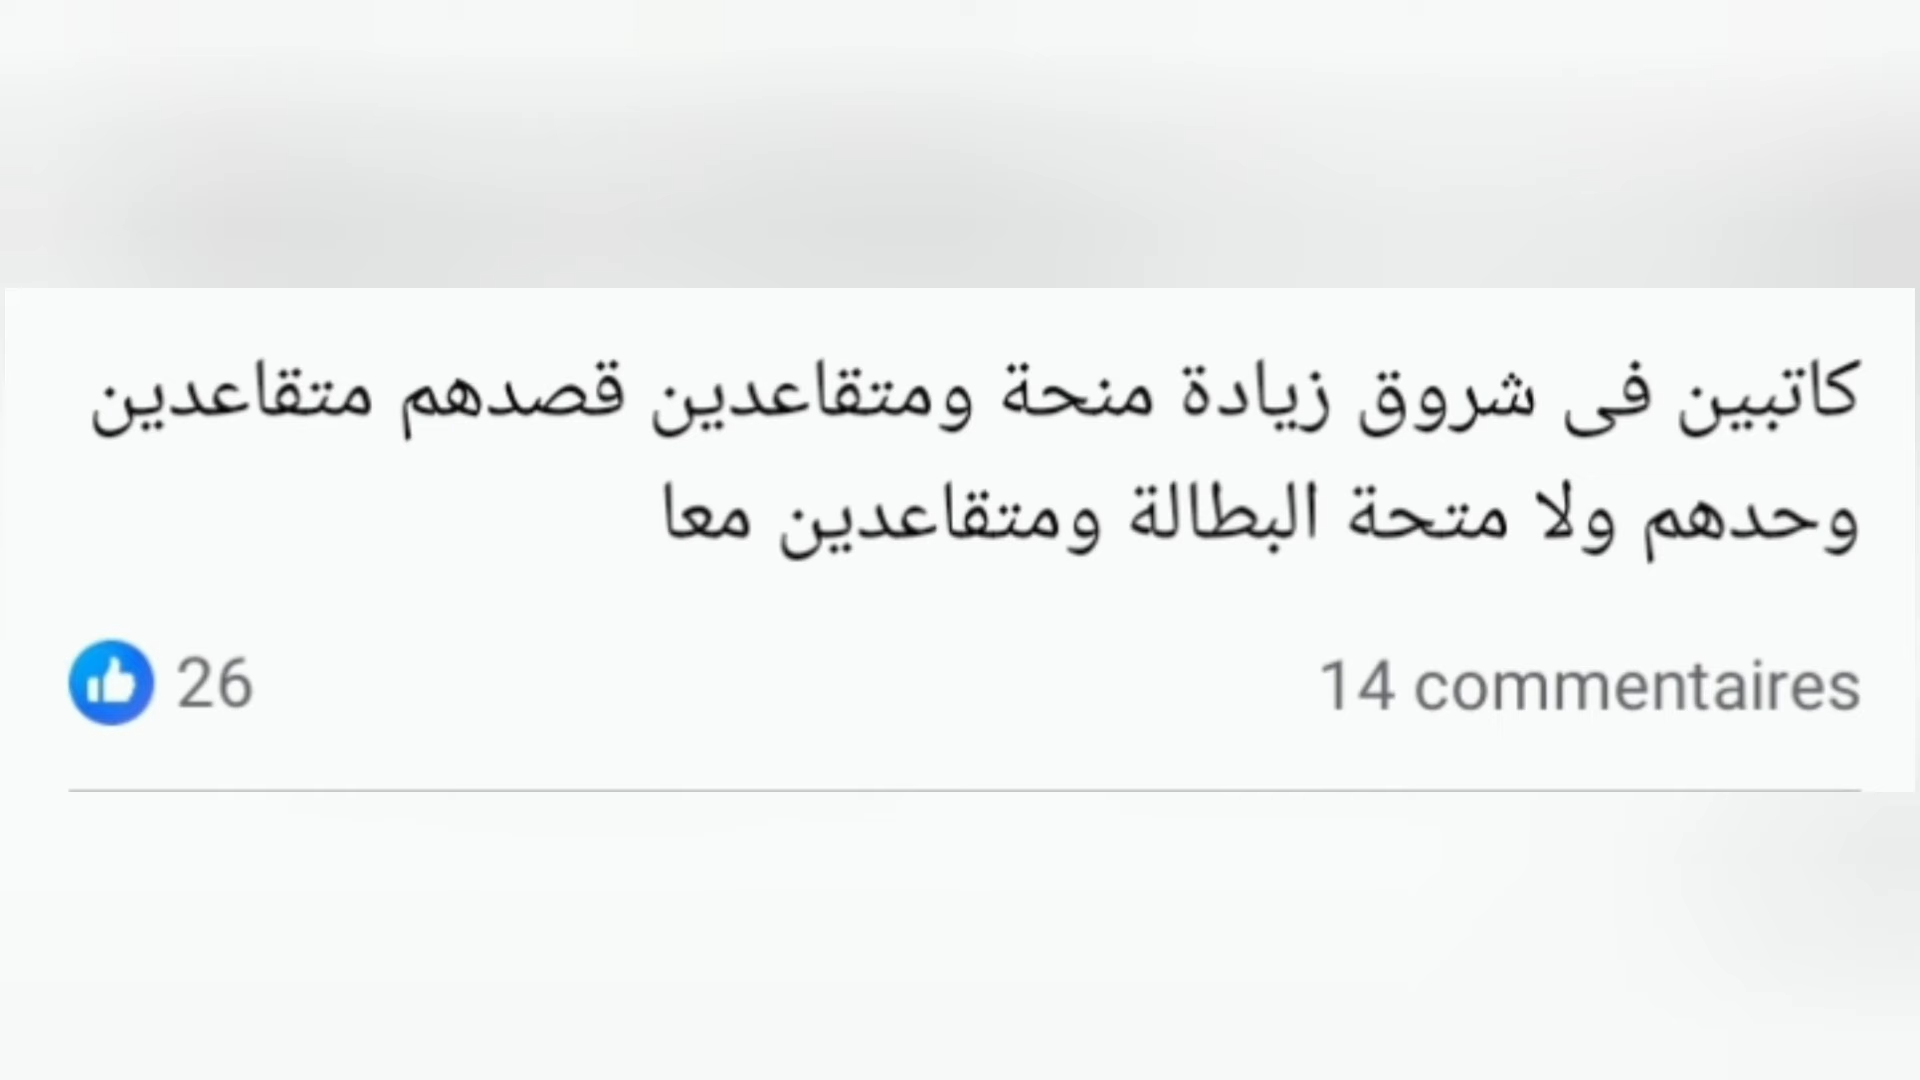 كاتبين فى شروق زيادة منحة ومتقاعدين قصدهم متقاعدين
وحدهم ولا متحة البطالة ومتقاعدين معا
26
14 commentaires